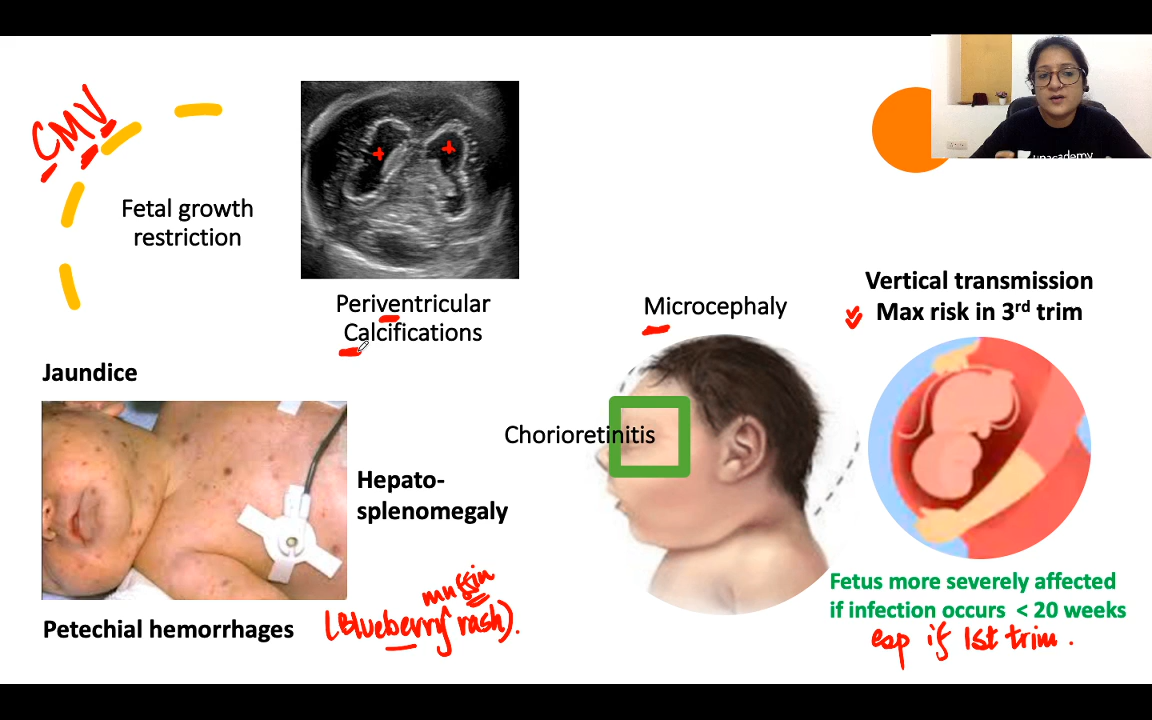 CMV
Fetal growth
restriction
Periventricular
Calcifications
Microcephaly
Vertical transmission
Max risk in 3rd trim
Jaundice
Chorioretinitis
Hepato-
splenomegaly
Petechial hemorrhages
muffin
(Blueberry rash).
Fetus more severely affected
if infection occurs < 20 weeks
esp if 1st trim.
unacademy